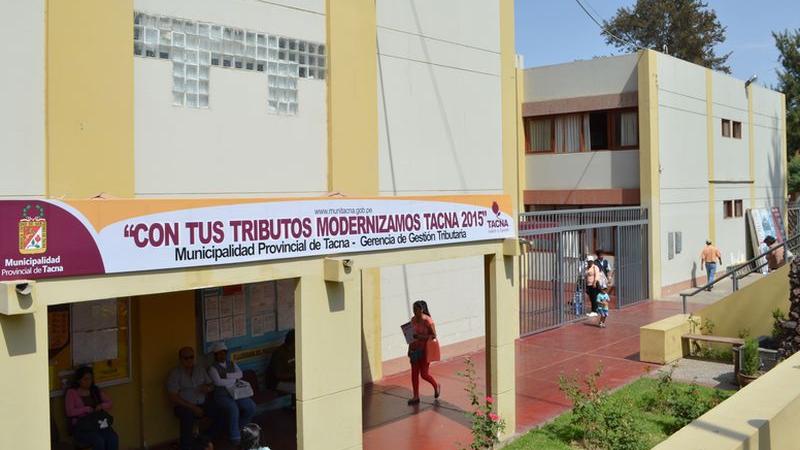 www.munitacna.gob.pe
"CON TUS TRIBUTOS MODERNIZAMOS TACNA 2015"
Municipalidad Provincial de Tacna - Gerencia de Gestión Tributaria
Municipalidad
Provincial de Tacna
TACNA